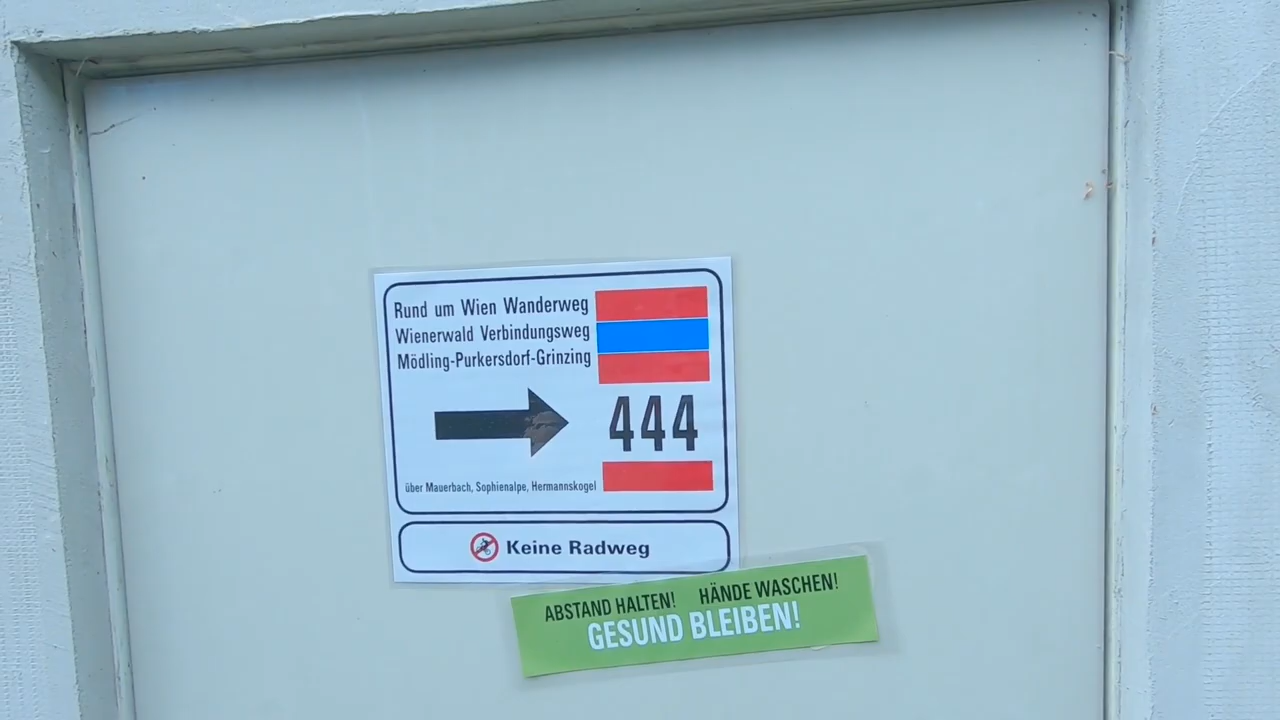 Rund um Wien Wanderweg
Wienerwald Verbindungsweg
Mödling-Purkersdorf-Grinzing
444
über Mauerbach, Sophienalpe, Hermannskogel
Keine Radweg
ABSTAND HALTEN! HÄNDE WASCHEN!
GESUND BLEIBEN!